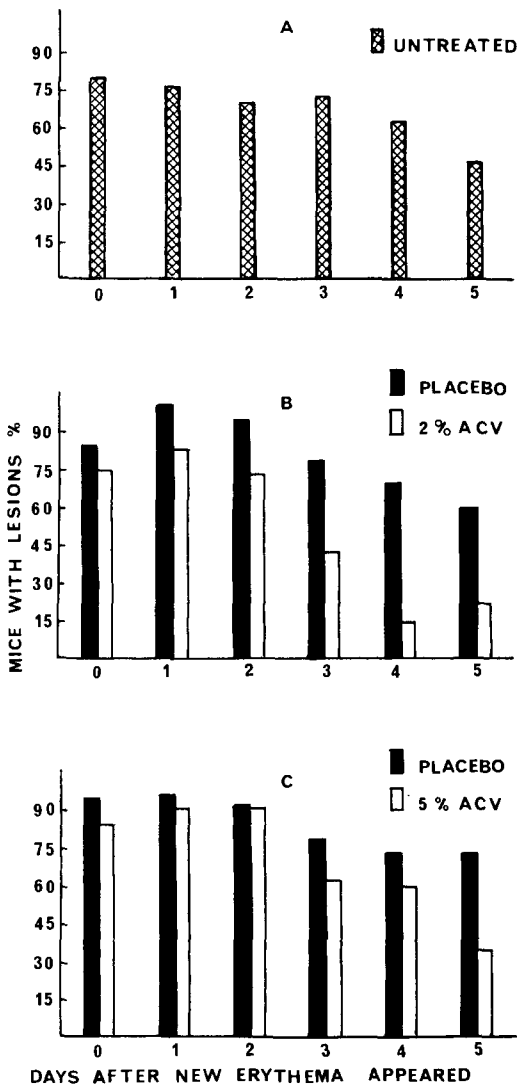 A
UNTREATED
90
75
60
45
30
15
0 1 2 3 4 5
B
PLACEBO
2% ACV
90
75
60
45
30
15
0 1 2 3 4 5
MICE WITH LESIONS %
C
PLACEBO
5% ACV
90
75
60
45
30
15
0 1 2 3 4 5
DAYS AFTER NEW ERYTHEMA APPEARED